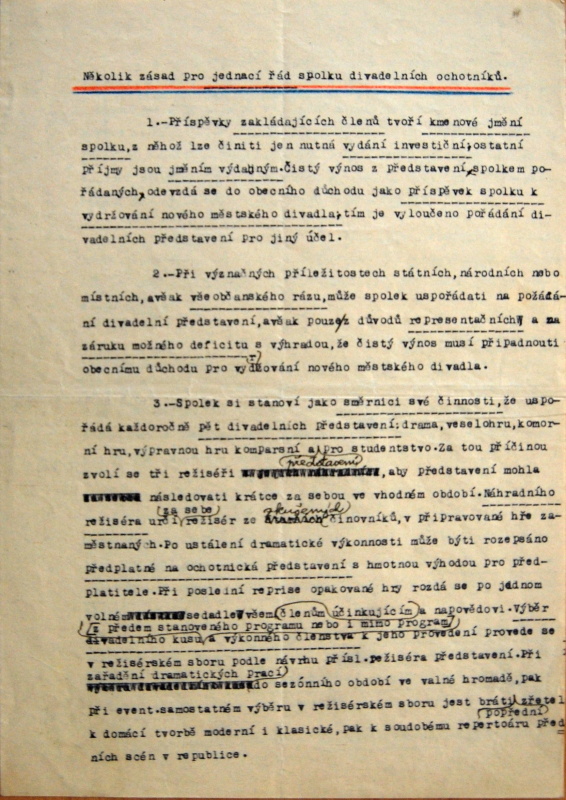 Několik zásad pro jednací řád spolku divadelních ochotníků.
1.-Příspěvky zakládajících členů tvoří kmenové jmění
spolku,z něhož lze činiti jen nutná vydání investiční;ostatní
příjmy jsou jměním výdajným.Čistý výnos z představení,spolkem po-
řádaných,odevzdá se do obecního důchodu jako příspěvek spolku k
vydržování nového městského divadla;tím je vyloučeno pořádání di-
vadelních představení pro jiný účel.
2.-Při význačných příležitostech státních,národních nebo
místních,avšak všeobčanského rázu,může spolek uspořádati na požádá-
ní divadelní představení,avšak pouze z důvodů representačních a na
záruku možného deficitu s výhradou,že čistý výnos musí připadnouti
obecnímu důchodu pro vydržování nového městského divadla.
3.-Spolek si stanoví jako směrnici své činnosti,že uspo-
řádá každoročně pět divadelních představení:drama,veselohru,komor-
ní hru,výpravnou hru komparsní a pro studentstvo.Za tou příčinou
zvolí se tři režiséři představení,aby představení mohla
následovati krátce za sebou ve vhodném období.Náhradního
režiséra určí za sebe režisér ze zkušených činovníků,v připravované hře za-
městnaných.Po ustálení dramatické výkonnosti může býti rozepsáno
předplatné na ochotnická představení s hmotnou výhodou pro před-
platitele.Při poslední reprise opakované hry rozdá se po jednom
volném sedadle všem členům účinkujícím a napovědovi.Výběr
z předem stanoveného programu nebo i mimo program
divadelního kusu a výkonného členstva k jeho provedení provede se
v režisérském sboru podle návrhu přísl.režiséra představení.Při
zařadění dramatických prací
do sezónního období ve valné hromadě,pak
při event.samostatném výběru v režisérském sboru jest bráti zřetel
popřední
k domácí tvorbě moderní i klasické,pak k soudobému repertoáru před
ních scén v republice.